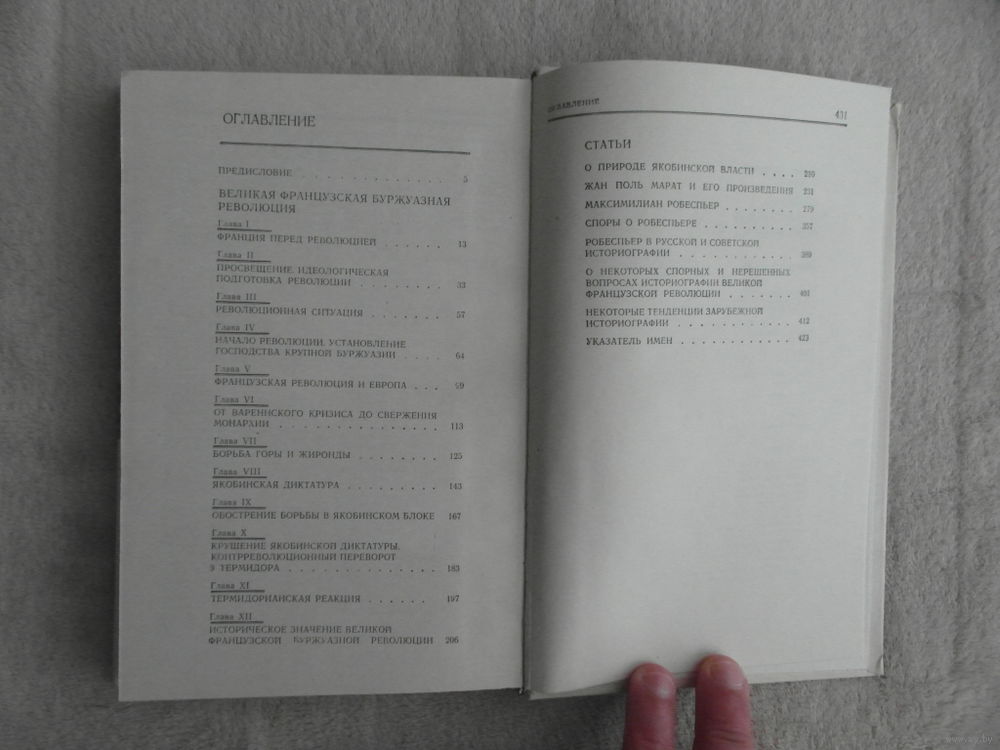 ОГЛАВЛЕНИЕ
ПРЕДИСЛОВИЕ . . . . . . . . . . . . . 5
ВЕЛИКАЯ ФРАНЦУЗСКАЯ БУРЖУАЗНАЯ
РЕВОЛЮЦИЯ
Глава I
ФРАНЦИЯ ПЕРЕД РЕВОЛЮЦИЕЙ . . . . . . 13
Глава II
ПРОСВЕЩЕНИЕ. ИДЕОЛОГИЧЕСКАЯ
ПОДГОТОВКА РЕВОЛЮЦИИ . . . . . . . . 33
Глава III
РЕВОЛЮЦИОННАЯ СИТУАЦИЯ . . . . . . . 57
Глава IV
НАЧАЛО РЕВОЛЮЦИИ. УСТАНОВЛЕНИЕ
ГОСПОДСТВА КРУПНОЙ БУРЖУАЗИИ . . . . 64
Глава V
ФРАНЦУЗСКАЯ РЕВОЛЮЦИЯ И ЕВРОПА . . .
Глава VI
ОТ ВАРЕННСКОГО КРИЗИСА ДО СВЕРЖЕНИЯ
МОНАРХИИ . . . . . . . . . . . . . . 113
Глава VII
БОРЬБА ГОРЫ И ЖИРОНДЫ . . . . . . . . 125
Глава VIII
ЯКОБИНСКАЯ ДИКТАТУРА . . . . . . . . 143
Глава IX
ОБОСТРЕНИЕ БОРЬБЫ В ЯКОБИНСКОМ БЛОКЕ 167
Глава X
КРУШЕНИЕ ЯКОБИНСКОЙ ДИКТАТУРЫ.
КОНТРРЕВОЛЮЦИОННЫЙ ПЕРЕВОРОТ
9 ТЕРМИДОРА . . . . . . . . . . . . . 183
Глава XI
ТЕРМИДОРИАНСКАЯ РЕАКЦИЯ . . . . . . 197
Глава XII
ИСТОРИЧЕСКОЕ ЗНАЧЕНИЕ ВЕЛИКОЙ
ФРАНЦУЗСКОЙ БУРЖУАЗНОЙ РЕВОЛЮЦИИ 206
ОГЛАВЛЕНИЕ 431
СТАТЬИ
О ПРИРОДЕ ЯКОБИНСКОЙ ВЛАСТИ . . . .
ЖАН ПОЛЬ МАРАТ И ЕГО ПРОИЗВЕДЕНИЯ 231
МАКСИМИЛИАН РОБЕСПЬЕР . . . . . . . . 279
СПОРЫ О РОБЕСПЬЕРЕ . . . . . . . . . 357
РОБЕСПЬЕР В РУССКОЙ И СОВЕТСКОЙ
ИСТОРИОГРАФИИ . . . . . . . . . . . . 389
О НЕКОТОРЫХ СПОРНЫХ И НЕРЕШЕННЫХ
ВОПРОСАХ ИСТОРИОГРАФИИ ВЕЛИКОЙ
ФРАНЦУЗСКОЙ РЕВОЛЮЦИИ . . . . . . . 401
НЕКОТОРЫЕ ТЕНДЕНЦИИ ЗАРУБЕЖНОЙ
ИСТОРИОГРАФИИ . . . . . . . . . . . . 412
УКАЗАТЕЛЬ ИМЕН . . . . . . . . . . . . 423